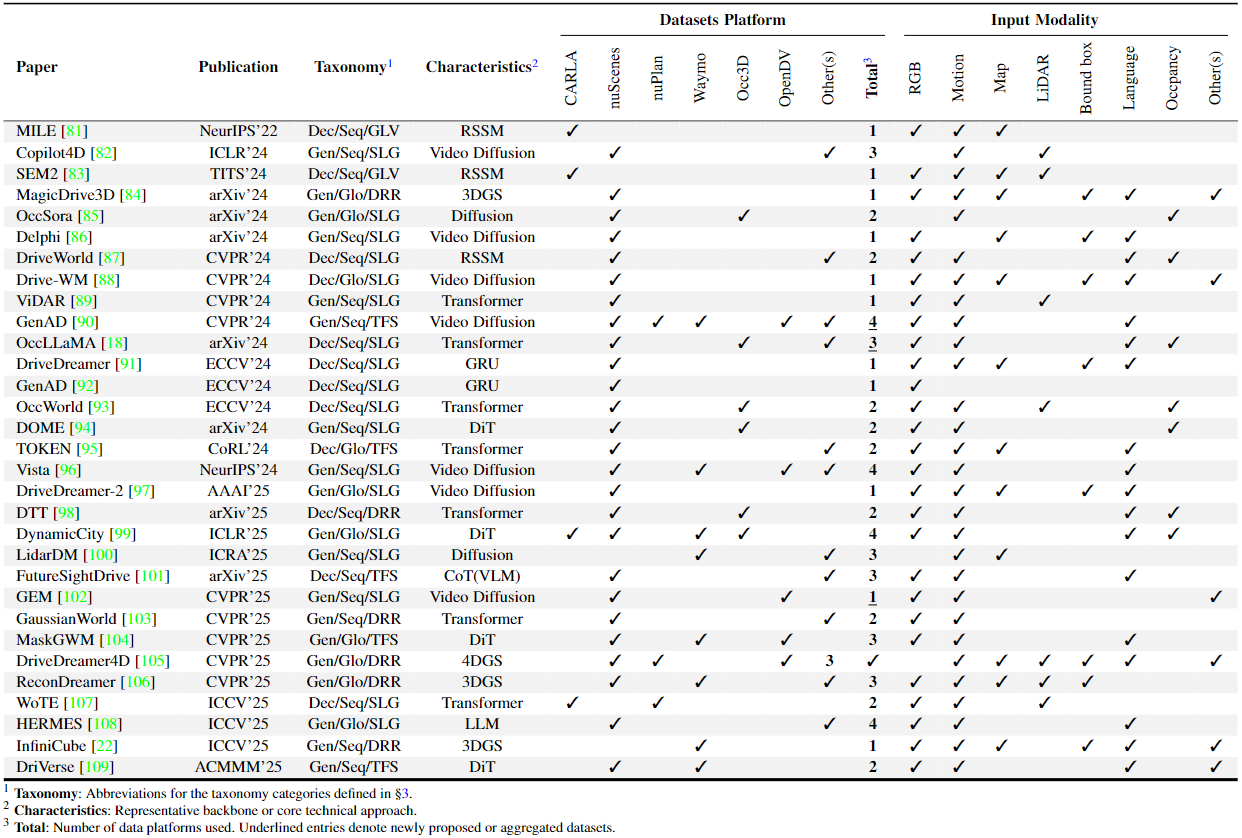 Datasets Platform Input Modality
Paper Publication Taxonomy1 Characteristics2 CARLA nuScenes nuPlan Waymo Occ3D OpenDV Other(s) Total3 RGB Motion Map LiDAR Bound box Language Occpancy Other(s)
MILE [81] NeurIPS'22 Dec/Seq/GLV RSSM ✓ 1 ✓ ✓ ✓
Copilot4D [82] ICLR'24 Gen/Seq/SLG Video Diffusion ✓ ✓ 3 ✓ ✓
SEM2 [83] TITS'24 Dec/Seq/GLV RSSM ✓ 1 ✓ ✓ ✓ ✓
MagicDrive3D [84] arXiv'24 Gen/Glo/DRR 3DGS ✓ 1 ✓ ✓ ✓ ✓ ✓ ✓
OccSora [85] arXiv'24 Gen/Glo/SLG Diffusion ✓ ✓ 2 ✓ ✓
Delphi [86] arXiv'24 Gen/Seq/SLG Video Diffusion ✓ 1 ✓ ✓ ✓ ✓
DriveWorld [87] CVPR'24 Dec/Seq/SLG RSSM ✓ ✓ 2 ✓ ✓ ✓ ✓
Drive-WM [88] CVPR'24 Dec/Glo/SLG Video Diffusion ✓ 1 ✓ ✓ ✓ ✓ ✓ ✓
ViDAR [89] CVPR'24 Gen/Seq/SLG Transformer ✓ 1 ✓ ✓ ✓
GenAD [90] CVPR'24 Gen/Seq/TFS Video Diffusion ✓ ✓ ✓ ✓ ✓ 4 ✓ ✓ ✓
OccLLaMA [18] arXiv'24 Dec/Seq/SLG Transformer ✓ ✓ ✓ 3 ✓ ✓ ✓ ✓
DriveDreamer [91] ECCV'24 Dec/Seq/SLG GRU ✓ 1 ✓ ✓ ✓ ✓ ✓
GenAD [92] ECCV'24 Dec/Seq/SLG GRU ✓ 1 ✓
OccWorld [93] ECCV'24 Dec/Seq/SLG Transformer ✓ ✓ 2 ✓ ✓ ✓ ✓
DOME [94] arXiv'24 Gen/Seq/SLG DiT ✓ ✓ 2 ✓ ✓ ✓
TOKEN [95] CoRL'24 Dec/Glo/TFS Transformer ✓ ✓ 2 ✓ ✓ ✓ ✓
Vista [96] NeurIPS'24 Gen/Seq/SLG Video Diffusion ✓ ✓ ✓ ✓ 4 ✓ ✓ ✓
DriveDreamer-2 [97] AAAI'25 Gen/Glo/SLG Video Diffusion ✓ 1 ✓ ✓ ✓ ✓ ✓
DTT [98] arXiv'25 Dec/Seq/DRR Transformer ✓ ✓ 2 ✓ ✓ ✓ ✓
DynamicCity [99] ICLR'25 Gen/Glo/SLG DiT ✓ ✓ ✓ ✓ 4 ✓ ✓ ✓ ✓
LidarDM [100] ICRA'25 Gen/Seq/SLG Diffusion ✓ ✓ 3 ✓ ✓
FutureSightDrive [101] arXiv'25 Dec/Seq/TFS CoT(VLM) ✓ ✓ 3 ✓ ✓ ✓
GEM [102] CVPR'25 Gen/Seq/SLG Video Diffusion ✓ ✓ 1 ✓ ✓ ✓
GaussianWorld [103] CVPR'25 Gen/Seq/DRR Transformer ✓ ✓ 2 ✓ ✓
MaskGWM [104] CVPR'25 Gen/Glo/TFS DiT ✓ ✓ ✓ 3 ✓ ✓ ✓
DriveDreamer4D [105] CVPR'25 Gen/Glo/DRR 4DGS ✓ ✓ ✓ 3 ✓ ✓ ✓ ✓ ✓ ✓ ✓
ReconDreamer [106] CVPR'25 Gen/Glo/DRR 3DGS ✓ ✓ ✓ 3 ✓ ✓ ✓ ✓ ✓
WoTE [107] ICCV'25 Dec/Seq/SLG Transformer ✓ ✓ 2 ✓ ✓ ✓
HERMES [108] ICCV'25 Gen/Glo/SLG LLM ✓ ✓ 4 ✓ ✓ ✓
InfiniCube [22] ICCV'25 Gen/Seq/DRR 3DGS ✓ 1 ✓ ✓ ✓ ✓ ✓ ✓
DriVerse [109] ACMMM'25 Gen/Seq/TFS DiT ✓ ✓ 2 ✓ ✓ ✓ ✓
1 Taxonomy: Abbreviations for the taxonomy categories defined in §3.
2 Characteristics: Representative backbone or core technical approach.
3 Total: Number of data platforms used. Underlined entries denote newly proposed or aggregated datasets.